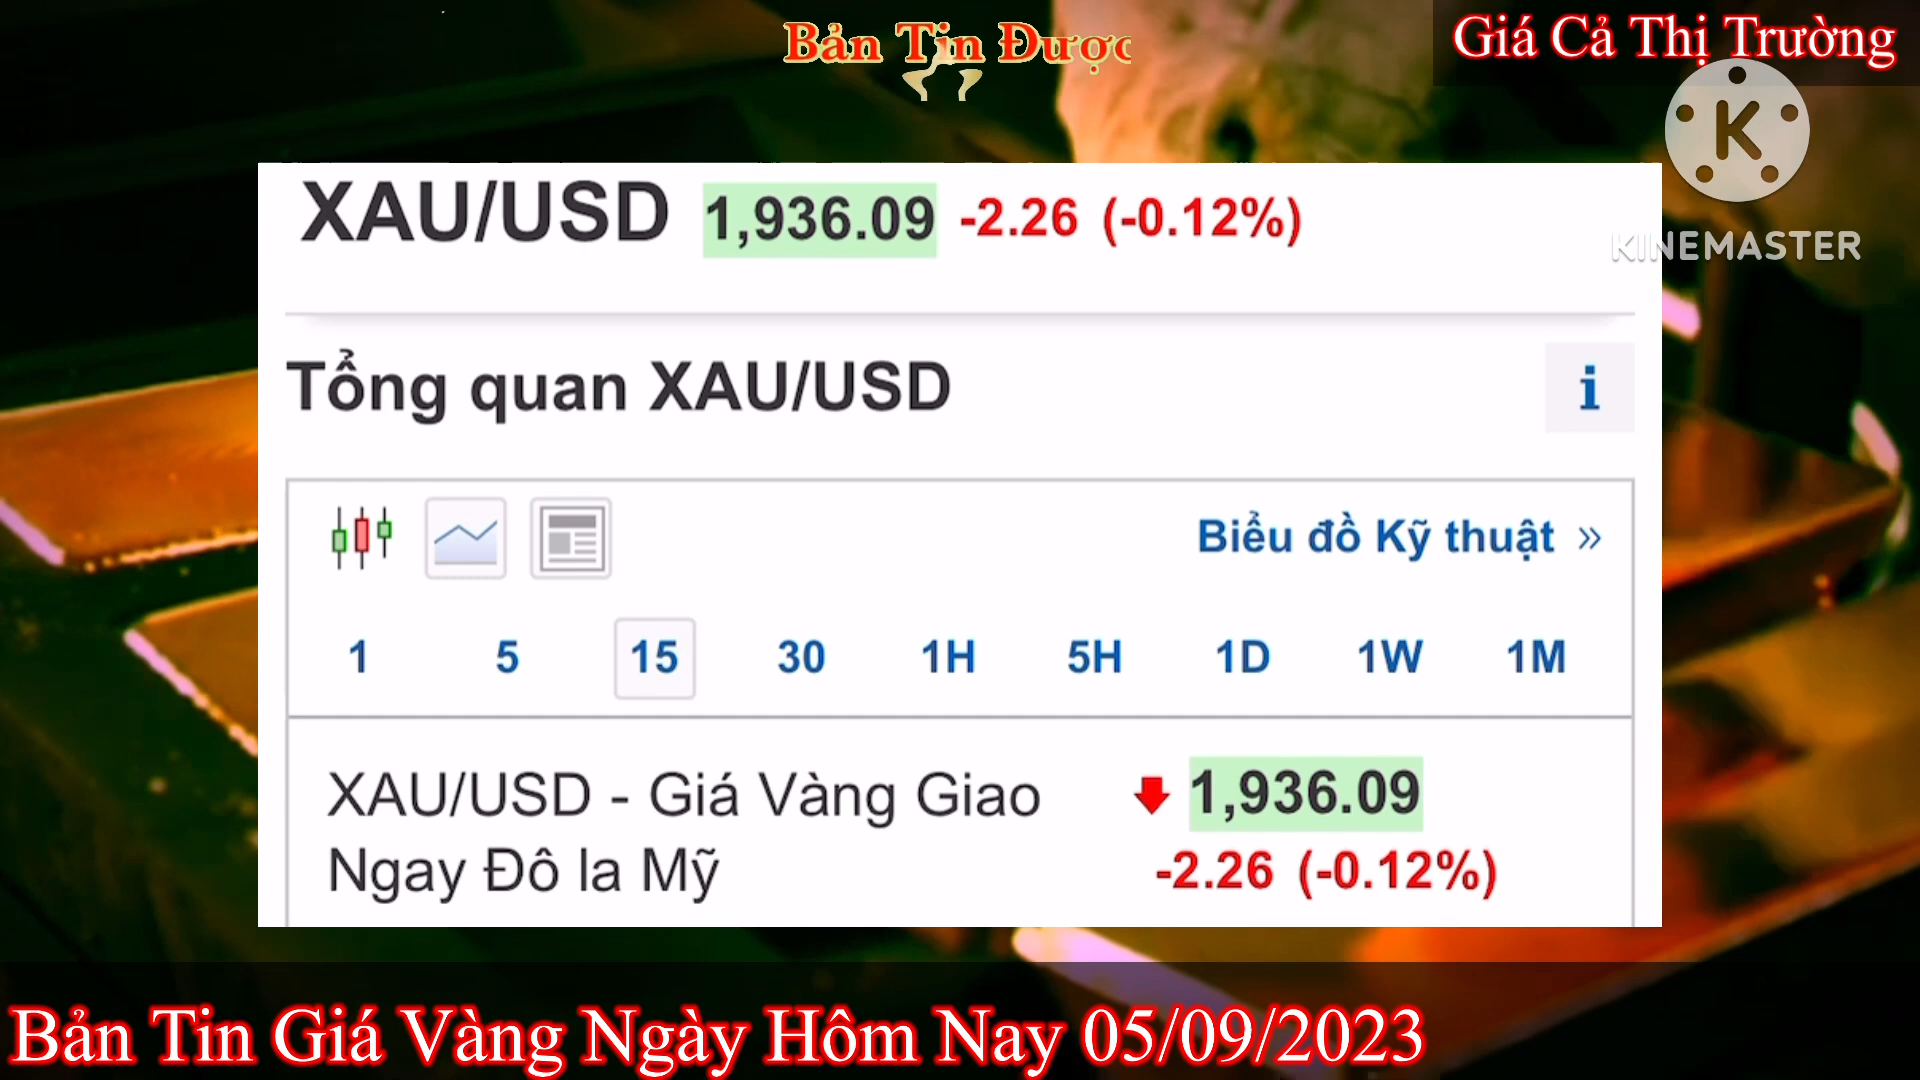 Bản Tin Được
Giá Cả Thị Trường
K
KINEMASTER
XAU/USD 1,936.09 -2.26 (-0.12%)
Tổng quan XAU/USD
i
Biểu đồ Kỹ thuật »
1 5 15 30 1H 5H 1D 1W 1M
XAU/USD - Giá Vàng Giao 1,936.09
Ngay Đô la Mỹ -2.26 (-0.12%)
Bản Tin Giá Vàng Ngày Hôm Nay 05/09/2023